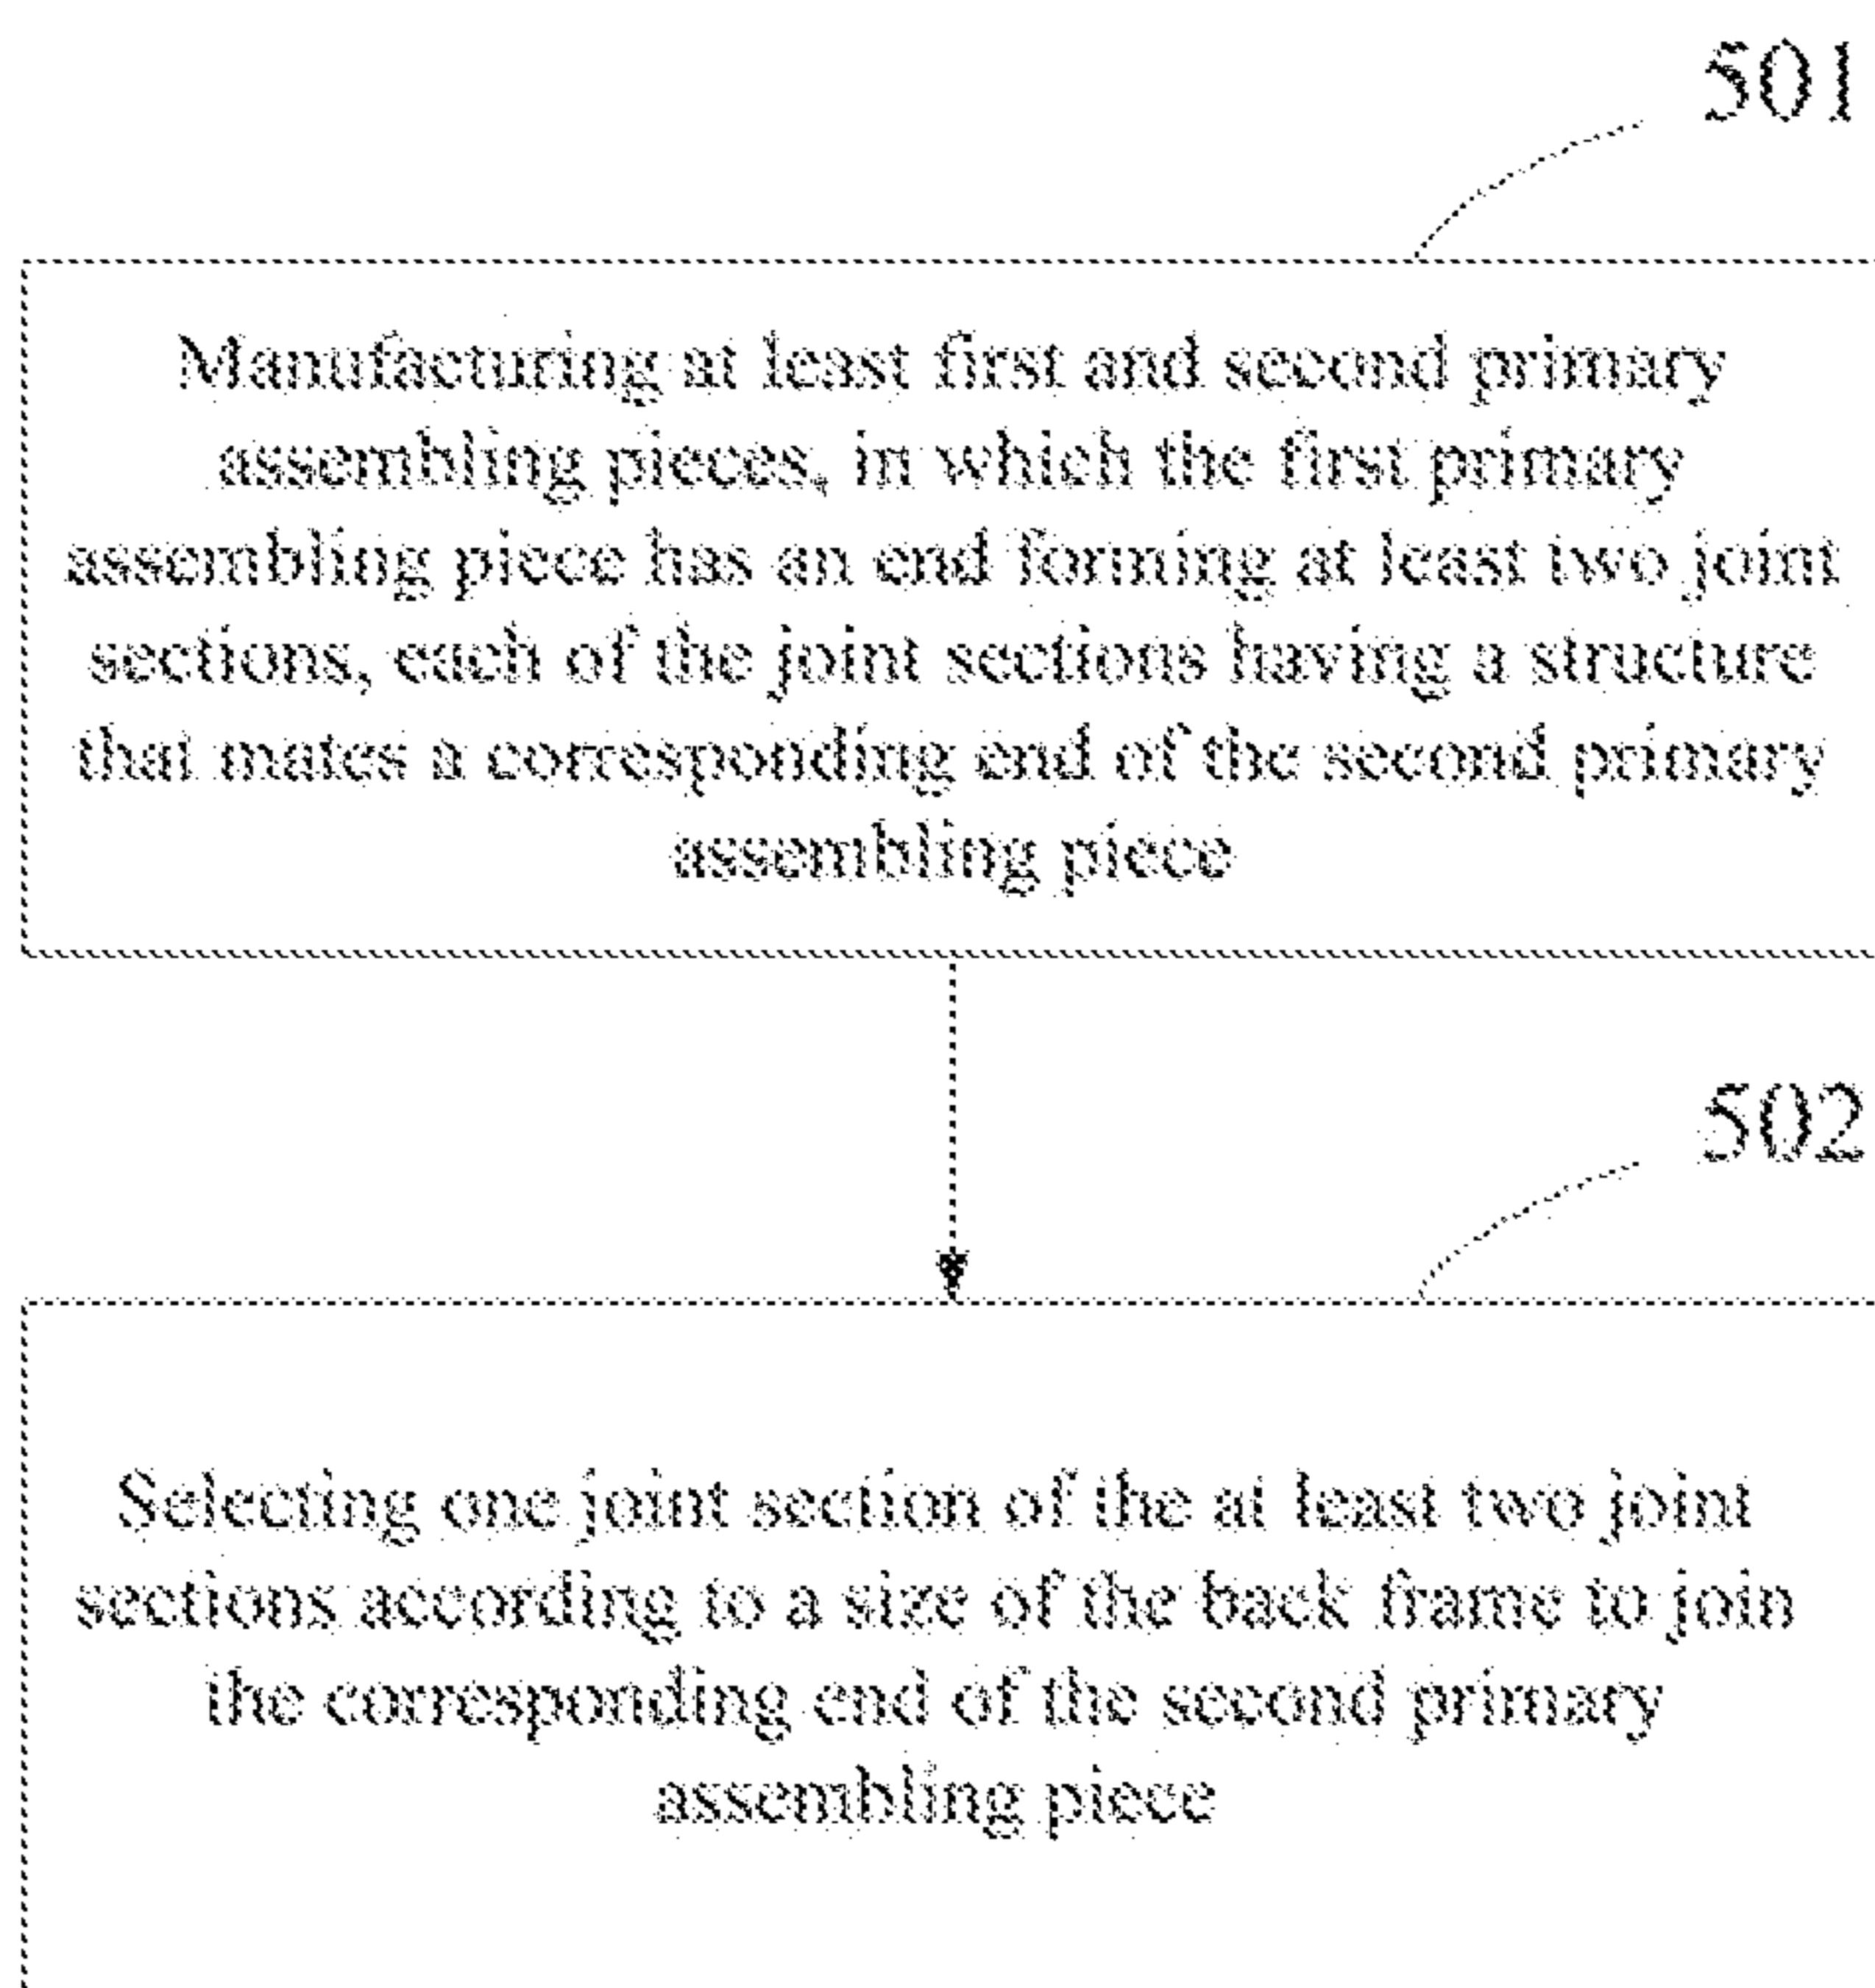 501
Manufacturing at least first and second primary
assembling pieces, in which the first primary
assembling piece has an end forming at least two joint
sections, each of the joint sections having a structure
that mates a corresponding end of the second primary
assembling piece
502
Selecting one joint section of the at least two joint
sections according to a size of the back frame to join
the corresponding end of the second primary
assembling piece